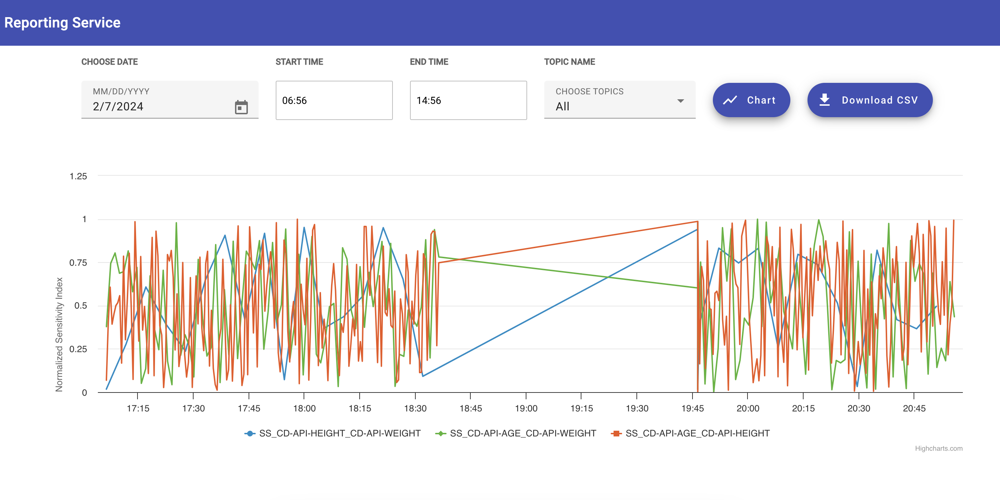 Reporting Service
CHOOSE DATE
START TIME
END TIME
TOPIC NAME
MM/DD/YYYY
2/7/2024
06:56
14:56
CHOOSE TOPICS
All
Chart
Download CSV
Normalized Sensitivity Index
1.25
1
0.75
0.5
0.25
0
17:15 17:30 17:45 18:00 18:15 18:30 18:45 19:00 19:15 19:30 19:45 20:00 20:15 20:30 20:45
SS_CD-API-HEIGHT_CD-API-WEIGHT SS_CD-API-AGE_CD-API-WEIGHT SS_CD-API-AGE_CD-API-HEIGHT
Highcharts.com